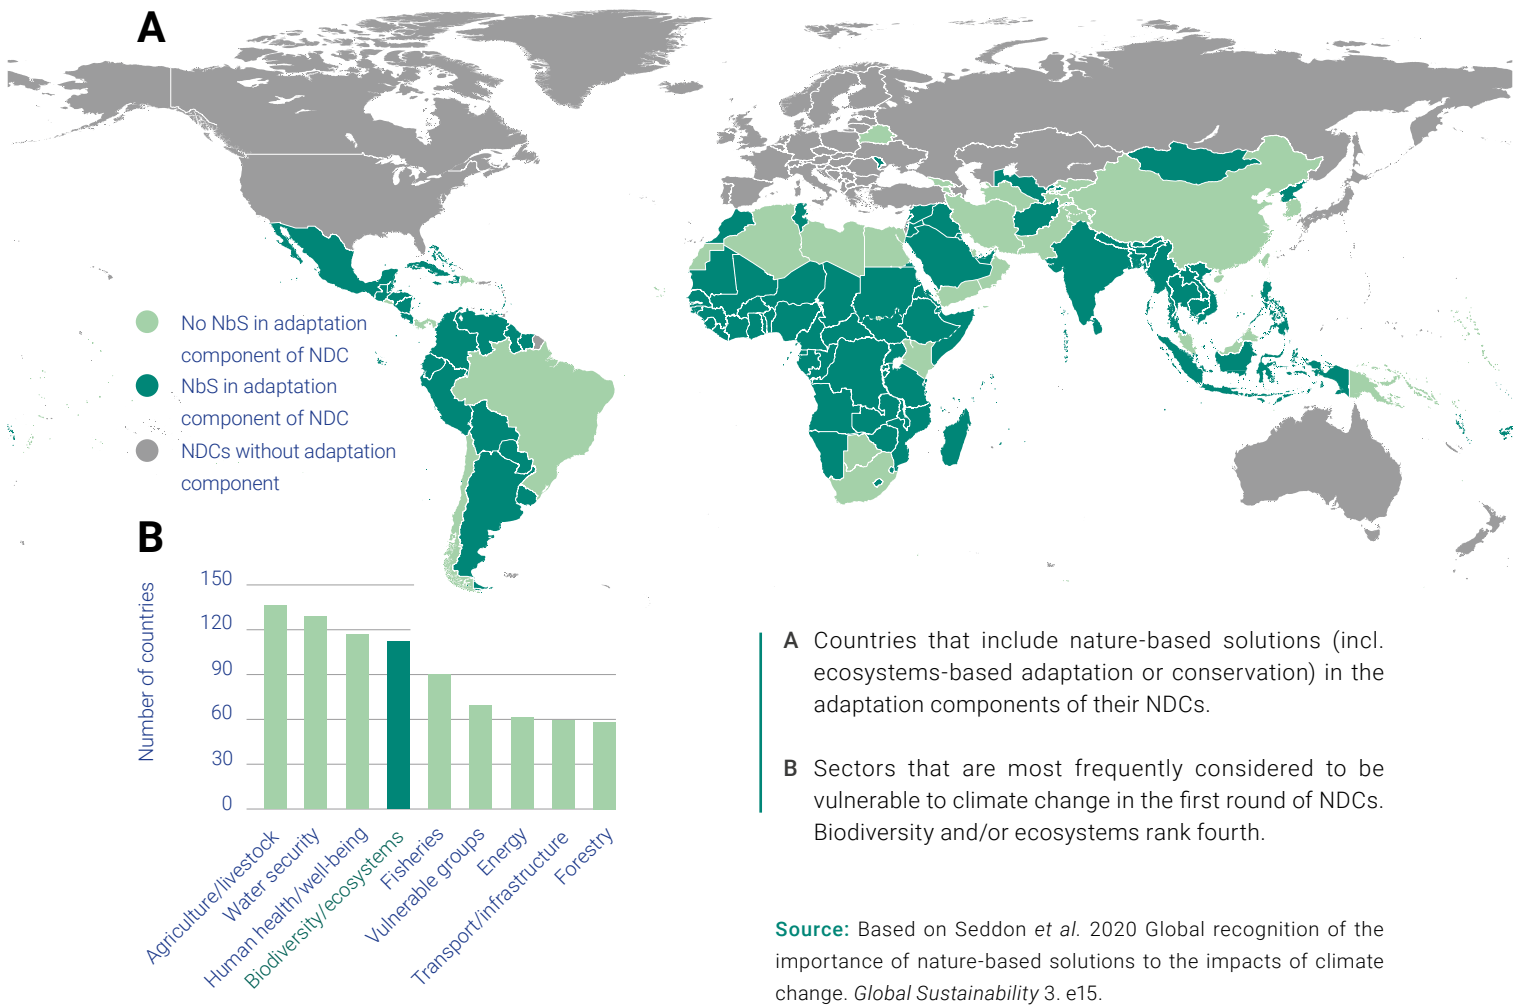 A
No NbS in adaptation
component of NDC
NbS in adaptation
component of NDC
NDCs without adaptation
component
B
Number of countries
150
120
90
60
30
0
Agriculture/livestock
Water security
Human health/well-being
Biodiversity/ecosystems
Fisheries
Vulnerable groups
Energy
Transport/infrastructure
Forestry
A Countries that include nature-based solutions (incl.
ecosystems-based adaptation or conservation) in the
adaptation components of their NDCs.
B Sectors that are most frequently considered to be
vulnerable to climate change in the first round of NDCs.
Biodiversity and/or ecosystems rank fourth.
Source: Based on Seddon et al. 2020 Global recognition of the
importance of nature-based solutions to the impacts of climate
change. Global Sustainability 3. e15.